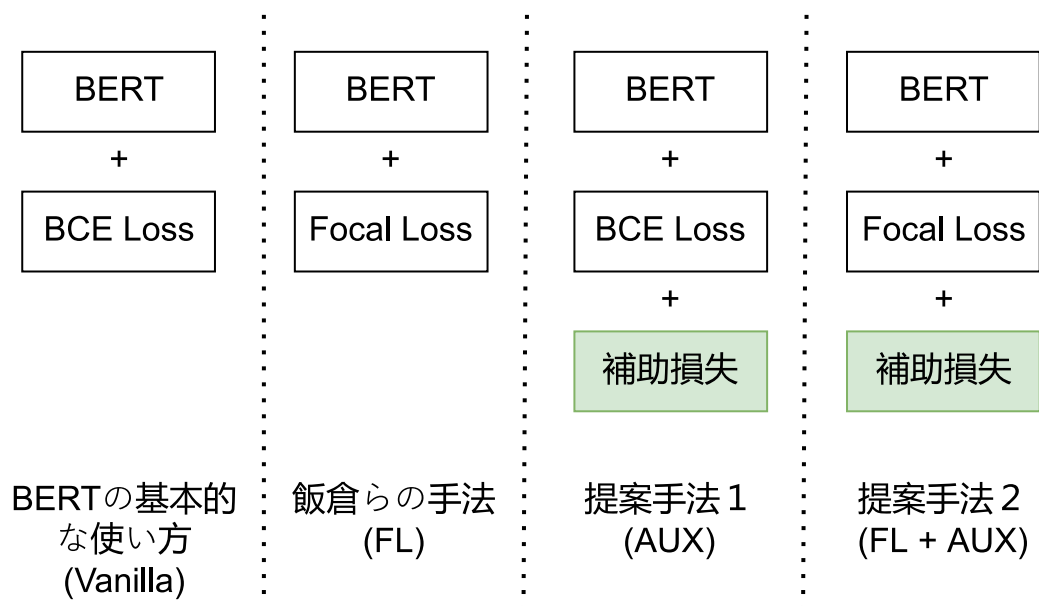 BERT
+
BCE Loss
BERTの基本的
な使い方
(Vanilla)
BERT
+
Focal Loss
飯倉らの手法
(FL)
BERT
+
BCE Loss
+
補助損失
提案手法１
(AUX)
BERT
+
Focal Loss
+
補助損失
提案手法２
(FL + AUX)